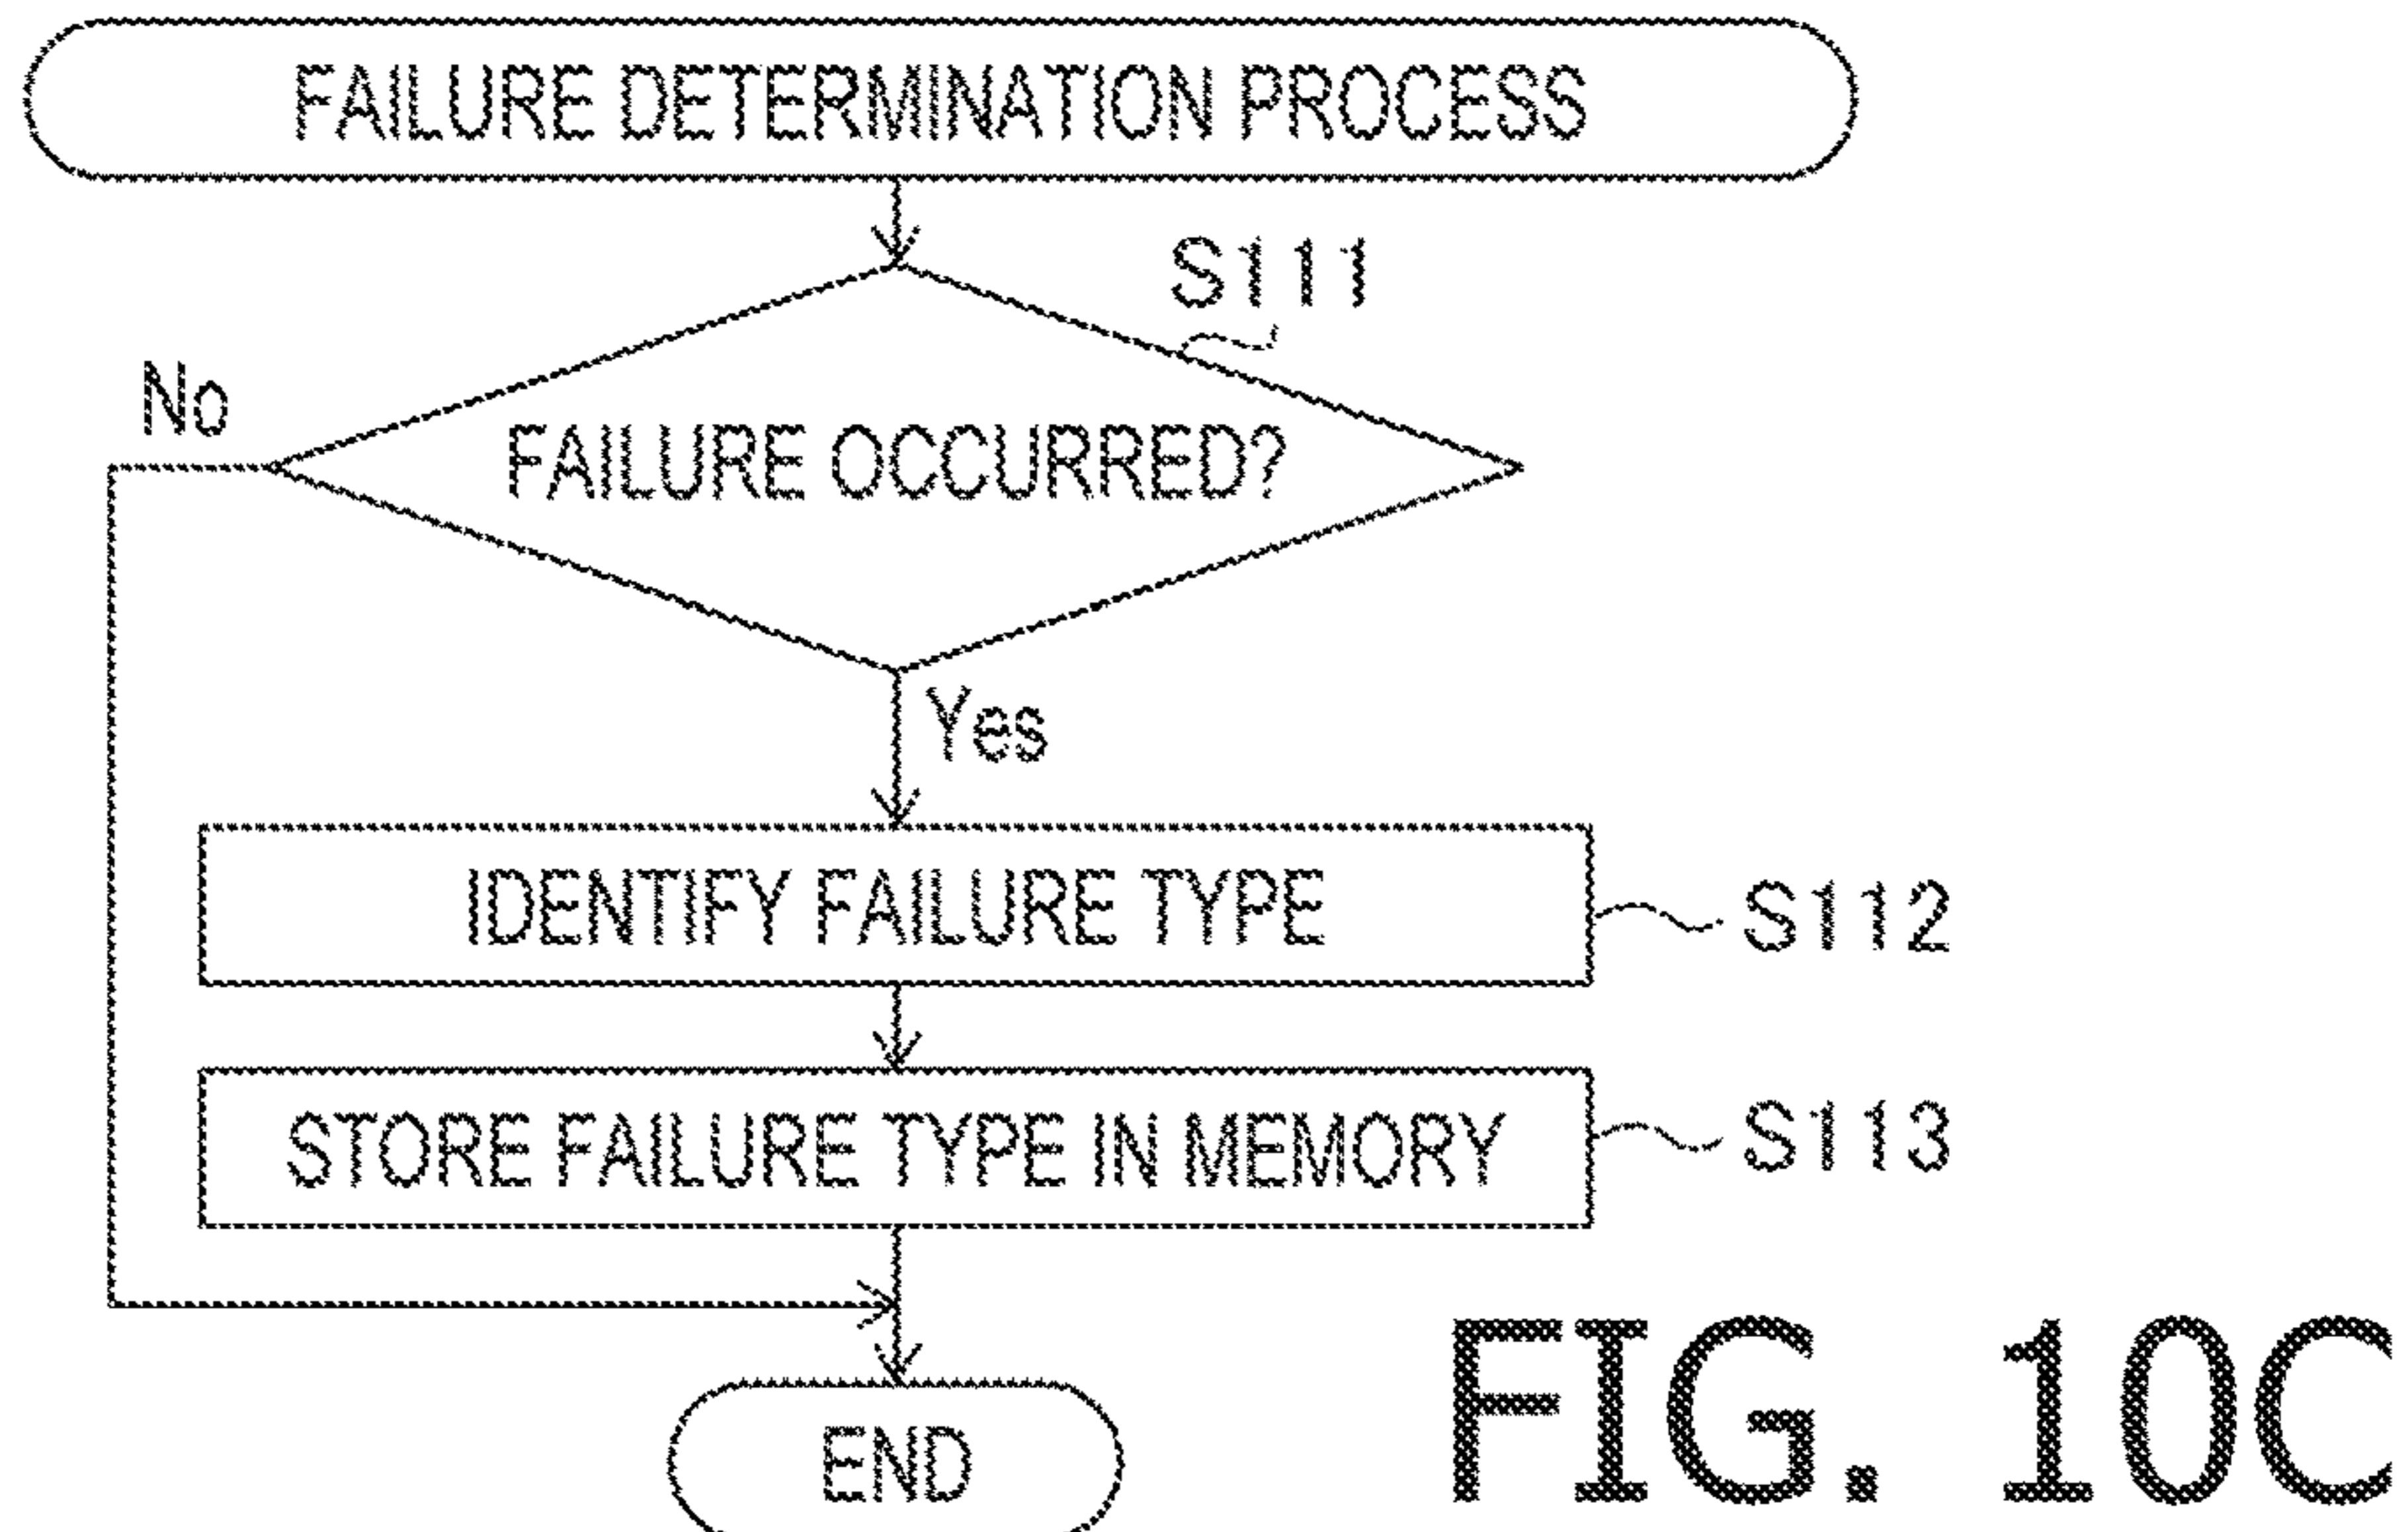 FAILURE DETERMINATION PROCESS
S111
No
FAILURE OCCURRED?
Yes
IDENTIFY FAILURE TYPE
S112
STORE FAILURE TYPE IN MEMORY
S113
END
FIG. 10C